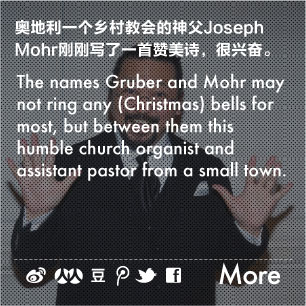 奥地利一个乡村教会的神父Joseph
Mohr刚刚写了一首赞美诗，很兴奋。
The names Gruber and Mohr may
not ring any (Christmas) bells for
most, but between them this
humble church organist and
assistant pastor from a small town.
豆
More